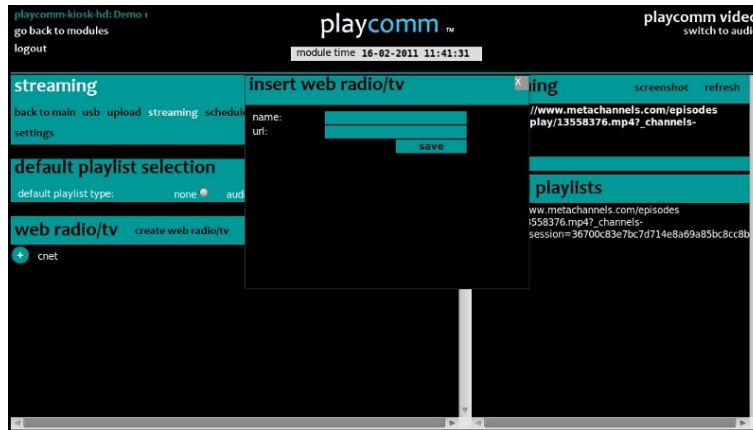 playcomm-kiosk-hd: Demo 1
go back to modules
logout
playcomm ™
module time 16-02-2011 11:41:31
playcomm vide
switch to audi
streaming
back to main usb upload streaming schedul
settings
default playlist selection
default playlist type: none aud
web radio/tv create web radio/tv
+ cnet
insert web radio/tv X
name:
url:
save
ing screenshot refresh
//www.metachannels.com/episodes
play/13558376.mp4?_channels-
playlists
ww.metachannels.com/episodes
3558376.mp4?_channels-
session=36700c83e7bc7d714e8a69a85bc8cc8b